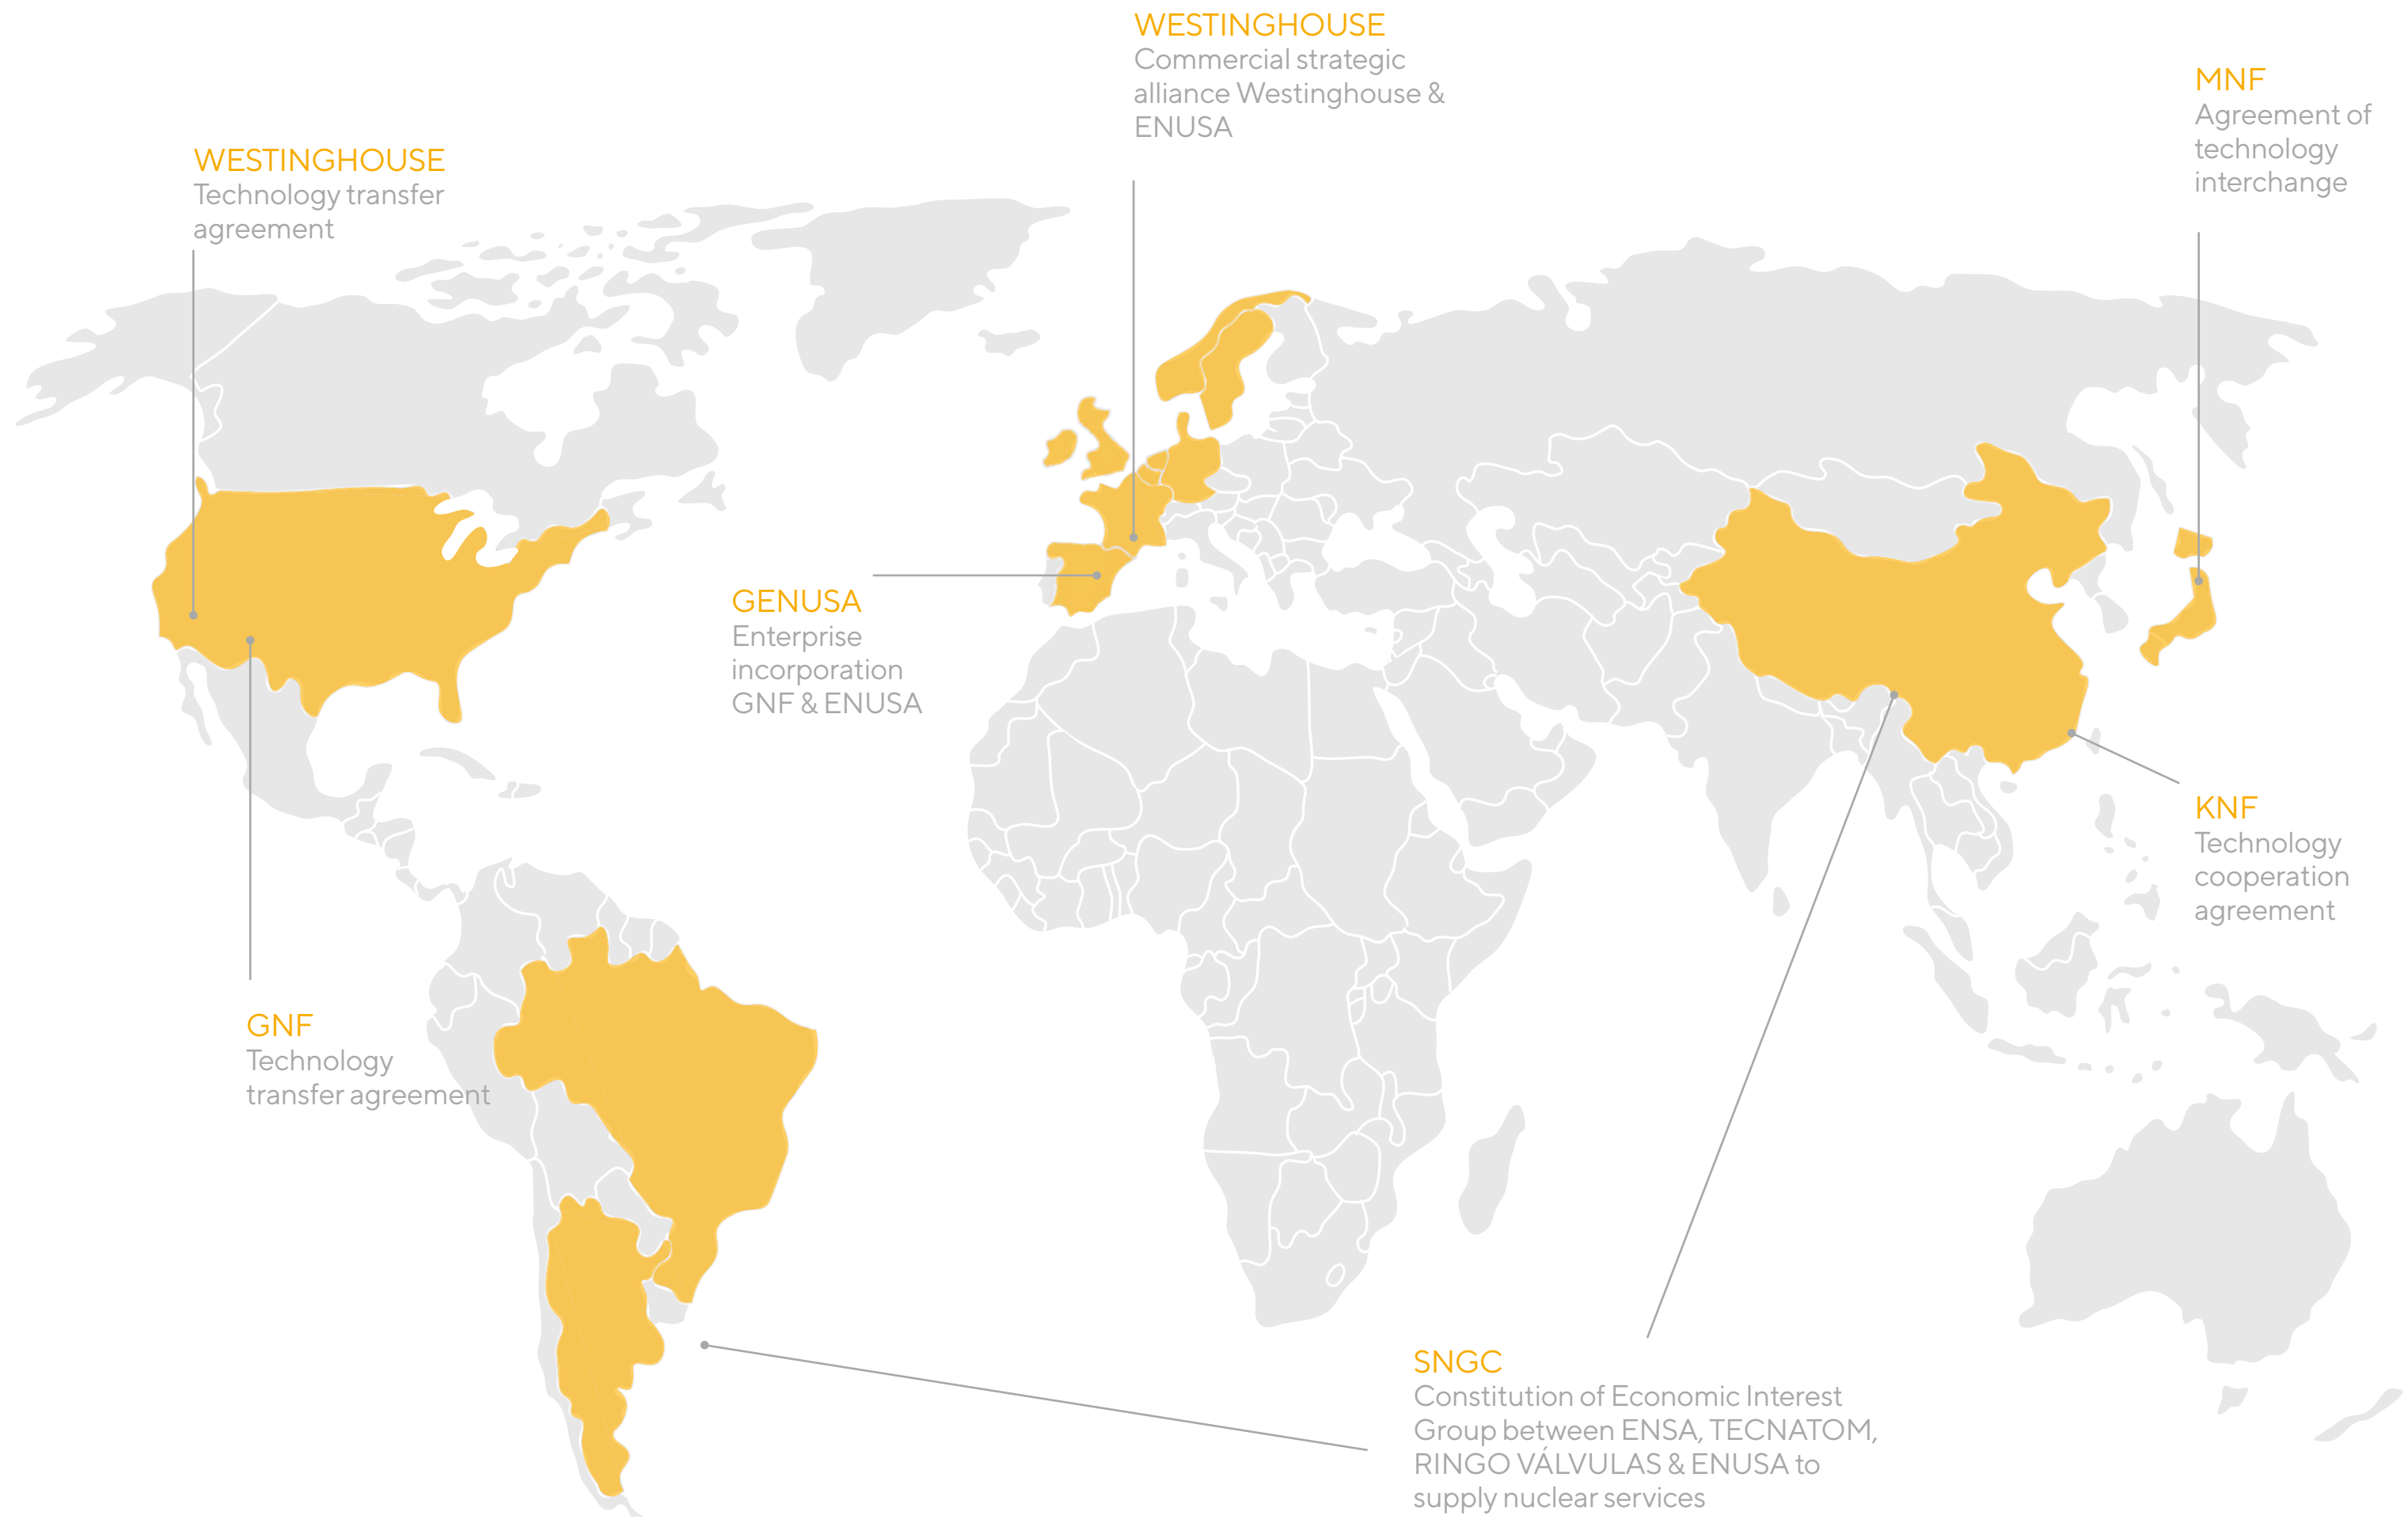 WESTINGHOUSE
Commercial strategic
alliance Westinghouse &
ENUSA
MNF
Agreement of
technology
interchange
WESTINGHOUSE
Technology transfer
agreement
GENUSA
Enterprise
incorporation
GNF & ENUSA
KNF
Technology
cooperation
agreement
GNF
Technology
transfer agreement
SNGC
Constitution of Economic Interest
Group between ENSA, TECNATOM,
RINGO VÁLVULAS & ENUSA to
supply nuclear services